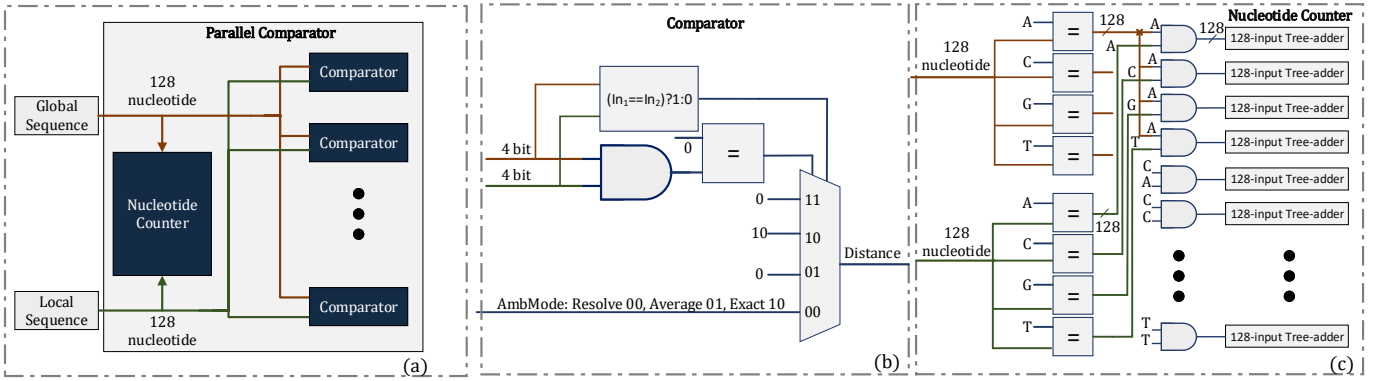 Parallel Comparator
128
nucleotide
Global
Sequence
Comparator
Comparator
Nucleotide
Counter
Local
Sequence
128
nucleotide
Comparator
(a)
Comparator
(In1==In2)?1:0
4 bit
4 bit
0
=
0
11
10
10
0
01
Distance
AmbMode: Resolve 00, Average 01, Exact 10
00
(b)
Nucleotide Counter
128
nucleotide
A
=
128
C
=
G
=
T
=
128
nucleotide
A
=
128
C
=
G
=
T
=
A
A
128
128-input Tree-adder
A
C
128-input Tree-adder
A
G
128-input Tree-adder
A
T
128-input Tree-adder
C
A
128-input Tree-adder
C
C
128-input Tree-adder
T
T
128-input Tree-adder
(c)